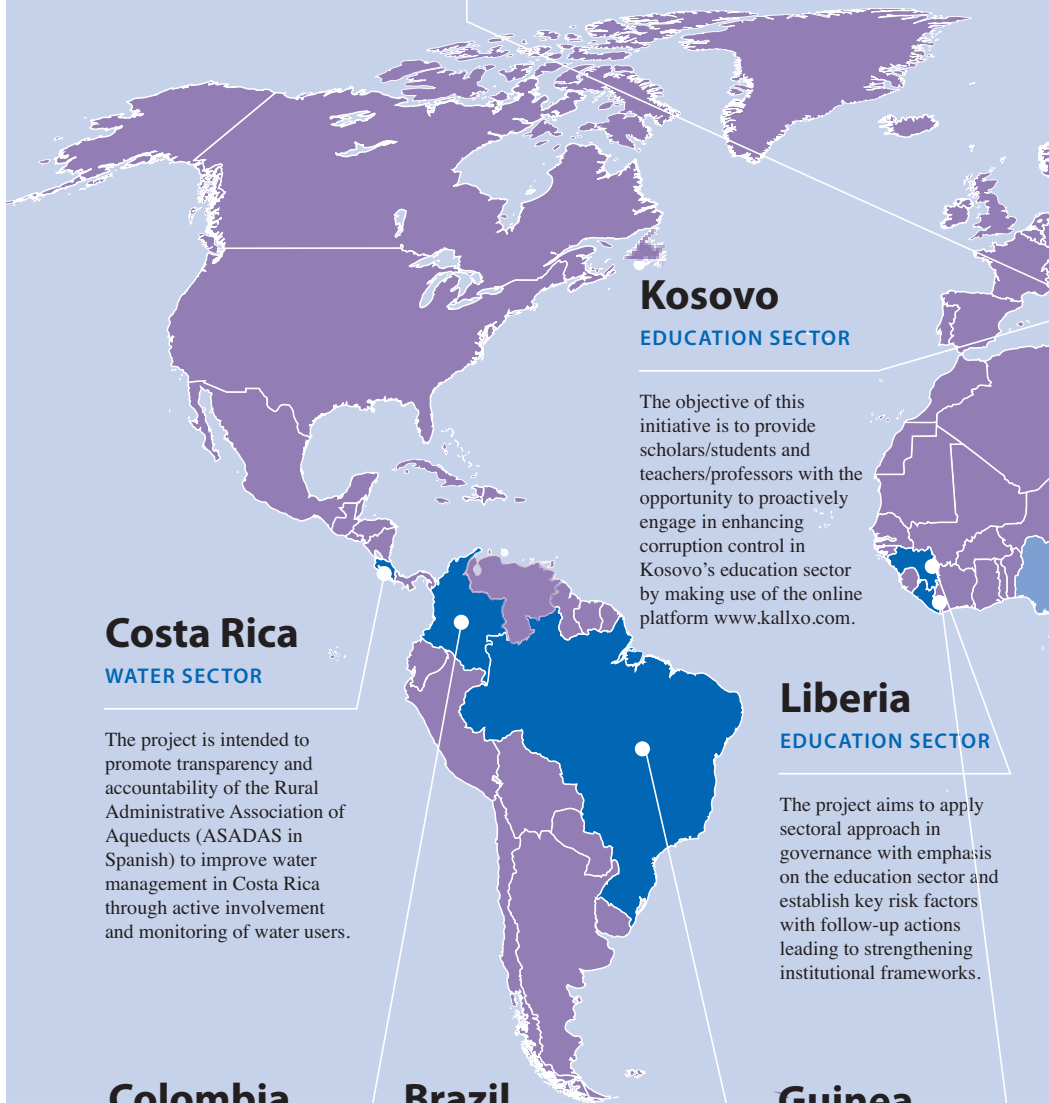 Kosovo
EDUCATION SECTOR
The objective of this
initiative is to provide
scholars/students and
teachers/professors with the
opportunity to proactively
engage in enhancing
corruption control in
Kosovo's education sector
by making use of the online
platform www.kallxo.com.
Costa Rica
WATER SECTOR
The project is intended to
promote transparency and
accountability of the Rural
Administrative Association of
Aqueducts (ASADAS in
Spanish) to improve water
management in Costa Rica
through active involvement
and monitoring of water users.
Liberia
EDUCATION SECTOR
The project aims to apply
sectoral approach in
governance with emphasis
on the education sector and
establish key risk factors
with follow-up actions
leading to strengthening
institutional frameworks.
Colombia
Brazil
Guinea